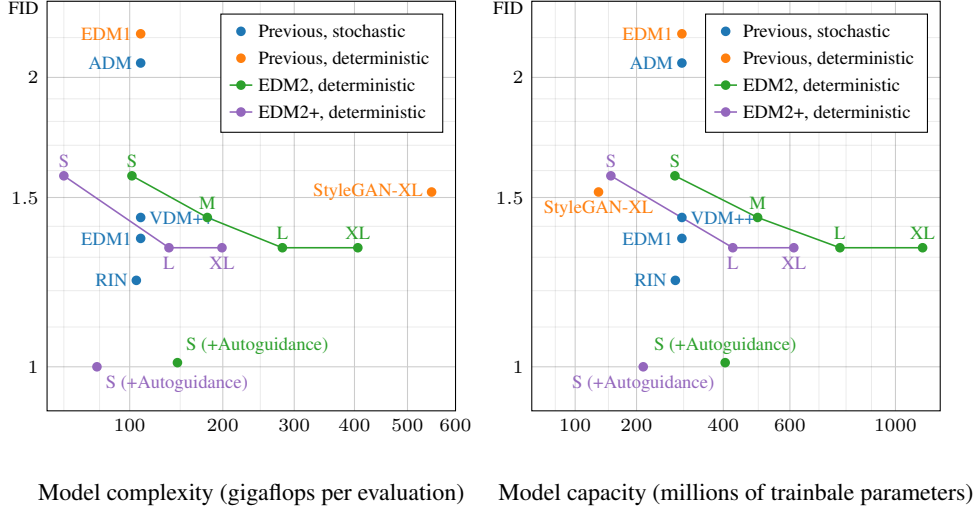 FID
EDM1
ADM
Previous, stochastic
Previous, deterministic
EDM2, deterministic
EDM2+, deterministic
2
S
S
StyleGAN-XL
1.5
M
VDM++
EDM1
L
XL
L
XL
RIN
S (+Autoguidance)
1
S (+Autoguidance)
100
200
300
400
500
600
Model complexity (gigaflops per evaluation)
FID
EDM1
ADM
Previous, stochastic
Previous, deterministic
EDM2, deterministic
EDM2+, deterministic
2
S
S
1.5
StyleGAN-XL
M
VDM++
EDM1
L
XL
L
XL
RIN
S (+Autoguidance)
1
S (+Autoguidance)
100
200
400
600
1000
Model capacity (millions of trainbale parameters)